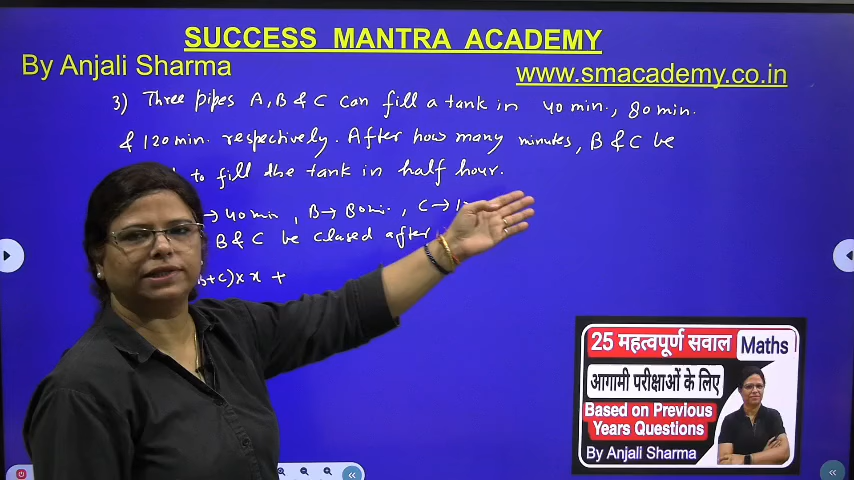 SUCCESS MANTRA ACADEMY
By Anjali Sharma
www.smacademy.co.in
3) Three pipes A, B & C can fill a tank in 40 min., 80 min.
& 120 min. respectively. After how many minutes, B & C be
to fill the tank in half hour.
→ 40 min, B → 80 min., C →
B & C be closed after
B+C)× x +
25 महत्वपूर्ण सवाल Maths
आगामी परीक्षाओं के लिए
Based on Previous
Years Questions
By Anjali Sharma